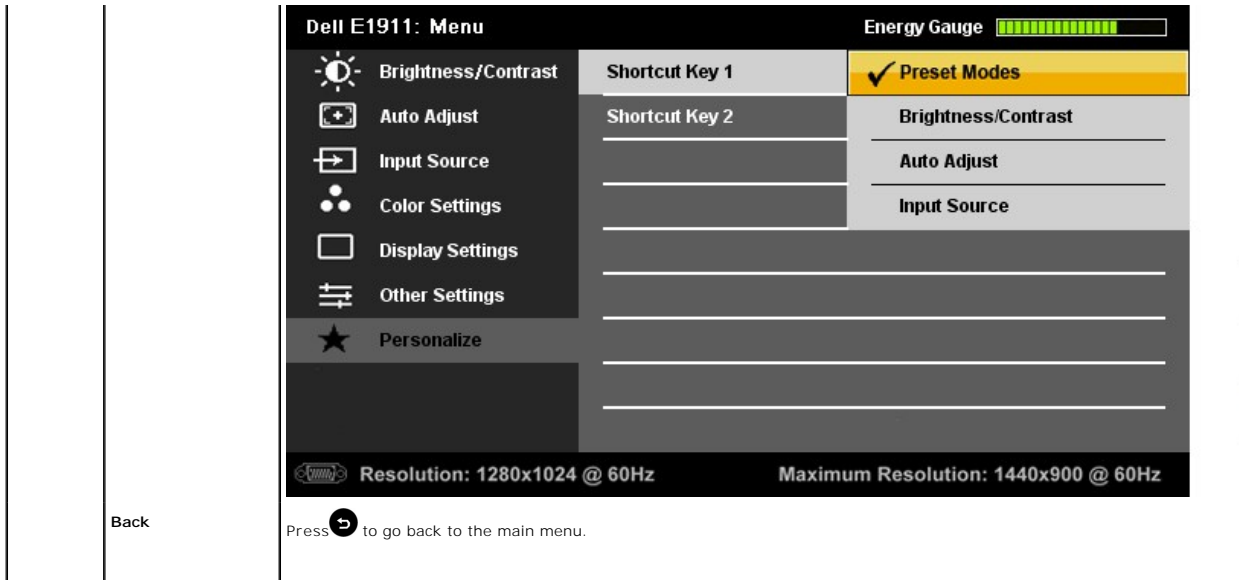 Dell E1911: Menu Energy Gauge
Brightness/Contrast Shortcut Key 1 Preset Modes
Auto Adjust Shortcut Key 2 Brightness/Contrast
Input Source Auto Adjust
Color Settings Input Source
Display Settings
Other Settings
Personalize
Resolution: 1280x1024 @ 60Hz Maximum Resolution: 1440x900 @ 60Hz
Back Press to go back to the main menu.